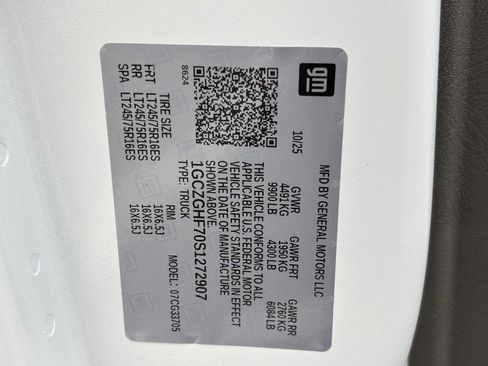 gm
MFD BY GENERAL MOTORS LLC
10/25
GVWR GAWR FRT GAWR RR
4491 KG 1950 KG 2760 KG
9900 LB 4300 LB 6084 LB
THIS VEHICLE CONFORMS TO ALL
APPLICABLE U.S. FEDERAL MOTOR
VEHICLE SAFETY STANDARDS IN EFFECT
ON THE DATE OF MANUFACTURE
SHOWN ABOVE.
1GCZGHF70S1272907
TYPE: TRUCK
MODEL: 07CG33705
8624
TIRE SIZE RIM
FRT LT245/75R16ES 16X6.5J
RR LT245/75R16ES 16X6.5J
SPA LT245/75R16ES 16X6.5J